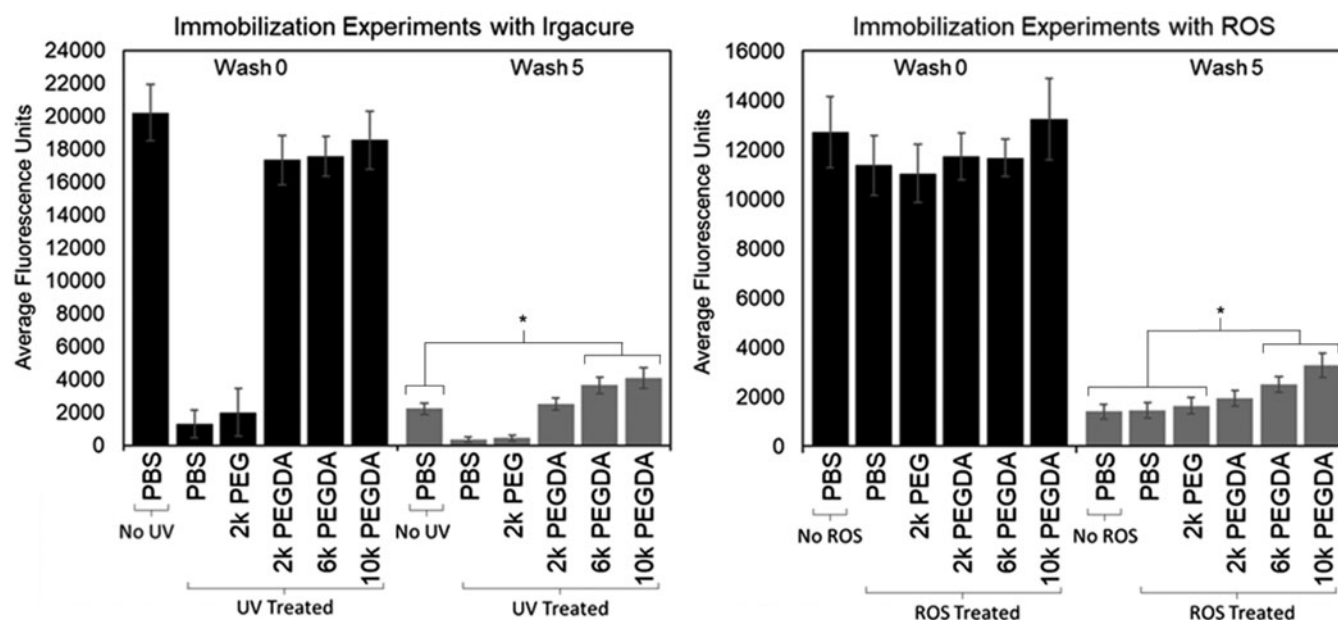 Immobilization Experiments with Irgacure
Wash 0
Wash 5
Average Fluorescence Units
24000
22000
20000
18000
16000
14000
12000
10000
8000
6000
4000
2000
0
*
PBS
PBS
2k PEG
2k PEGDA
6k PEGDA
10k PEGDA
PBS
PBS
2k PEG
2k PEGDA
6k PEGDA
10k PEGDA
No UV
UV Treated
No UV
UV Treated
Immobilization Experiments with ROS
Wash 0
Wash 5
Average Fluorescence Units
16000
14000
12000
10000
8000
6000
4000
2000
0
*
PBS
PBS
2k PEG
2k PEGDA
6k PEGDA
10k PEGDA
PBS
PBS
2k PEG
2k PEGDA
6k PEGDA
10k PEGDA
No ROS
ROS Treated
No ROS
ROS Treated